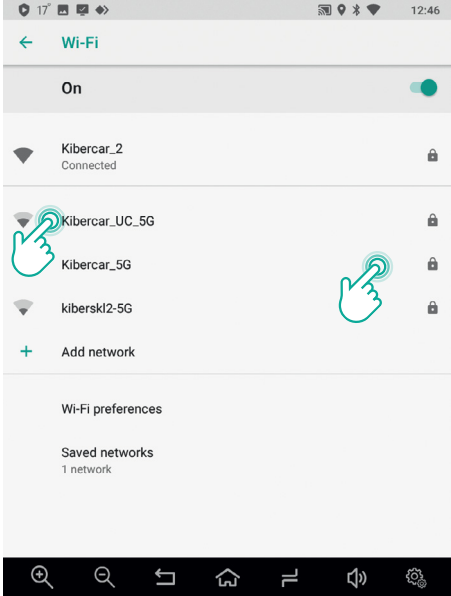 17° 12:46
Wi-Fi
On
Kibercar_2
Connected
Kibercar_UC_5G
Kibercar_5G
kiberskl2-5G
Add network
Wi-Fi preferences
Saved networks
1 network